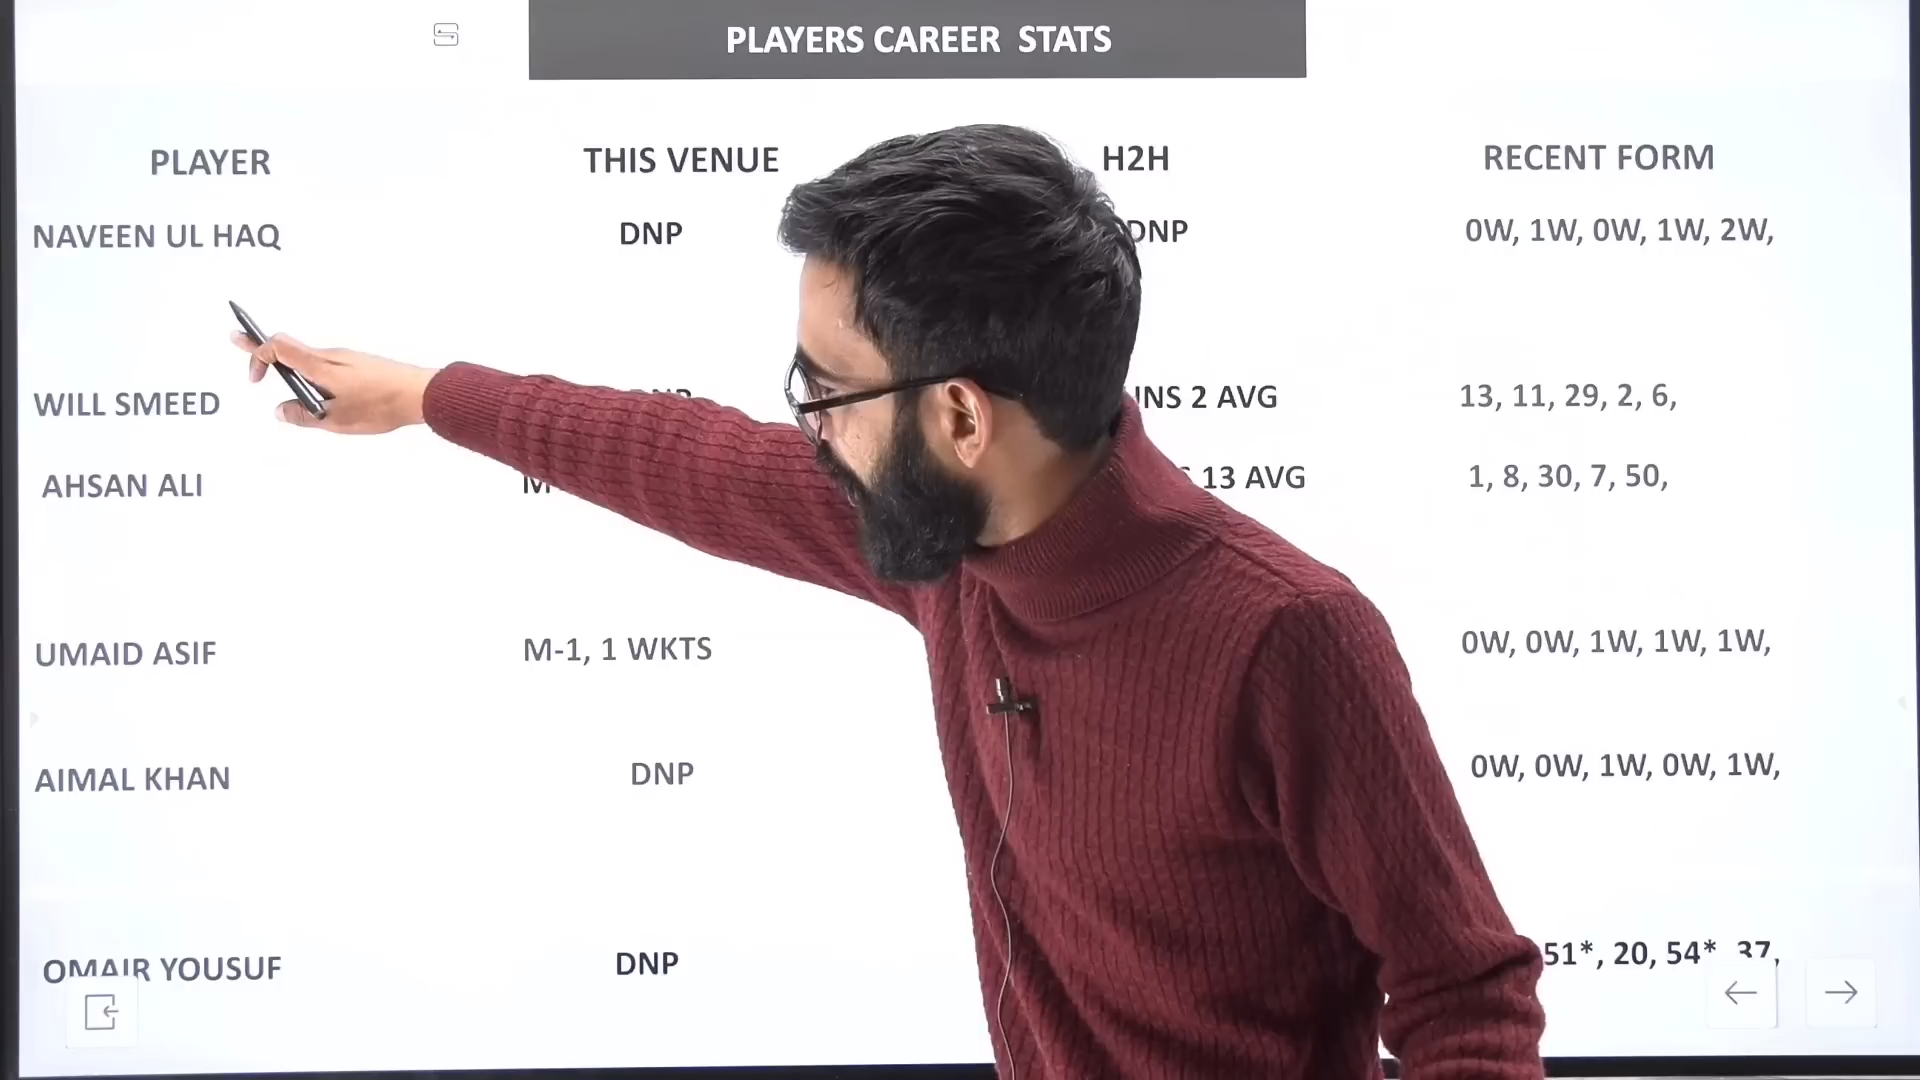 PLAYERS CAREER STATS
PLAYER THIS VENUE H2H RECENT FORM
NAVEEN UL HAQ DNP DNP 0W, 1W, 0W, 1W, 2W,
WILL SMEED 2 AVG 13, 11, 29, 2, 6,
AHSAN ALI 13 AVG 1, 8, 30, 7, 50,
UMAID ASIF M-1, 1 WKTS 0W, 0W, 1W, 1W, 1W,
AIMAL KHAN DNP 0W, 0W, 1W, 0W, 1W,
OMAIR YOUSUF DNP 51*, 20, 54*, 37,